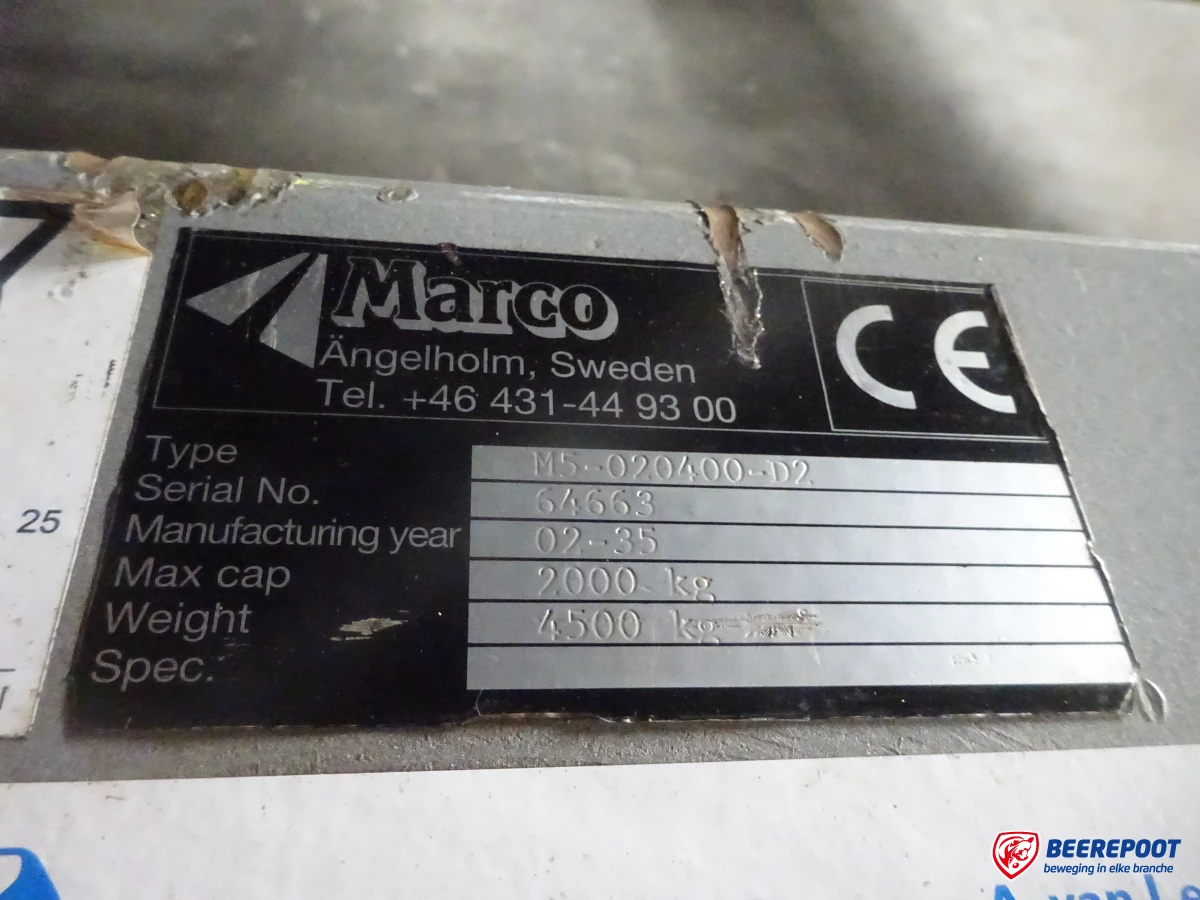 Marco
Ängelholm, Sweden
Tel. +46 431-44 93 00
CE
Type M5-020400-D2
Serial No. 64663
Manufacturing year 02-35
Max cap 2000 kg
Weight 4500 kg
Spec.
25
BEEREPOOT
beweging in elke branche
A. van